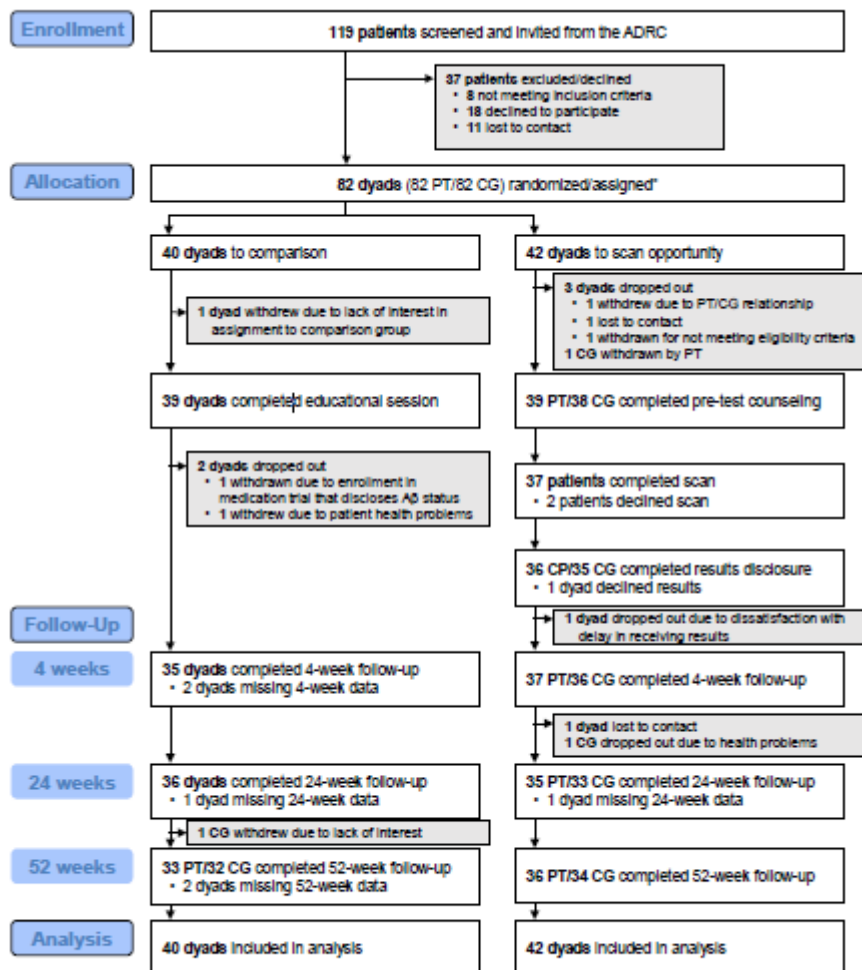 Enrollment
119 patients screened and invited from the ADRC
37 patients excluded/declined
• 8 not meeting inclusion criteria
• 18 declined to participate
• 11 lost to contact
Allocation
82 dyads (82 PT/82 CG) randomized/assigned*
40 dyads to comparison
42 dyads to scan opportunity
1 dyad withdrew due to lack of interest in
assignment to comparison group
3 dyads dropped out
• 1 withdrew due to PT/CG relationship
• 1 lost to contact
• 1 withdrawn for not meeting eligibility criteria
1 CG withdrawn by PT
39 dyads completed educational session
39 PT/38 CG completed pre-test counseling
2 dyads dropped out
• 1 withdrawn due to enrollment in
medication trial that discloses Aβ status
• 1 withdrew due to patient health problems
37 patients completed scan
• 2 patients declined scan
36 CP/35 CG completed results disclosure
• 1 dyad declined results
Follow-Up
1 dyad dropped out due to dissatisfaction with
delay in receiving results
4 weeks
35 dyads completed 4-week follow-up
• 2 dyads missing 4-week data
37 PT/36 CG completed 4-week follow-up
1 dyad lost to contact
1 CG dropped out due to health problems
24 weeks
36 dyads completed 24-week follow-up
• 1 dyad missing 24-week data
35 PT/33 CG completed 24-week follow-up
• 1 dyad missing 24-week data
1 CG withdrew due to lack of interest
52 weeks
33 PT/32 CG completed 52-week follow-up
• 2 dyads missing 52-week data
36 PT/34 CG completed 52-week follow-up
Analysis
40 dyads included in analysis
42 dyads included in analysis